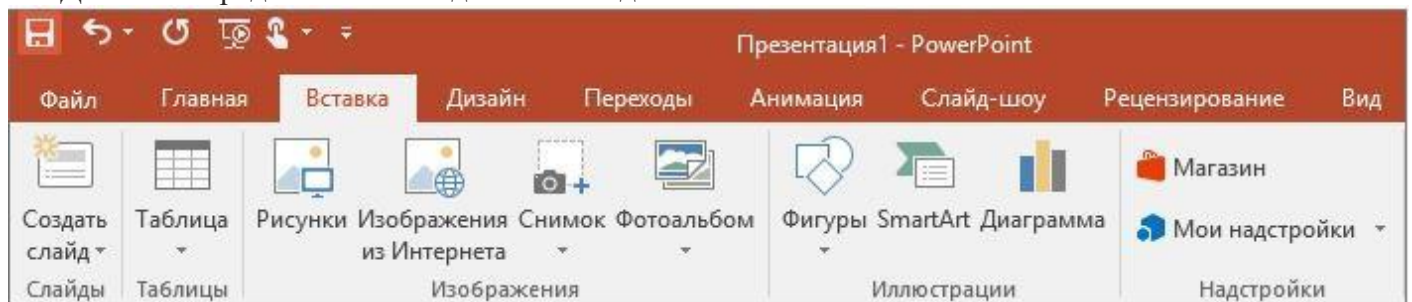 Презентация1 - PowerPoint
Файл Главная Вставка Дизайн Переходы Анимация Слайд-шоу Рецензирование Вид
Создать слайд
Таблица
Рисунки
Изображения из Интернета
Снимок
Фотоальбом
Фигуры
SmartArt
Диаграмма
Магазин
Мои надстройки
Слайды Таблицы Изображения Иллюстрации Надстройки